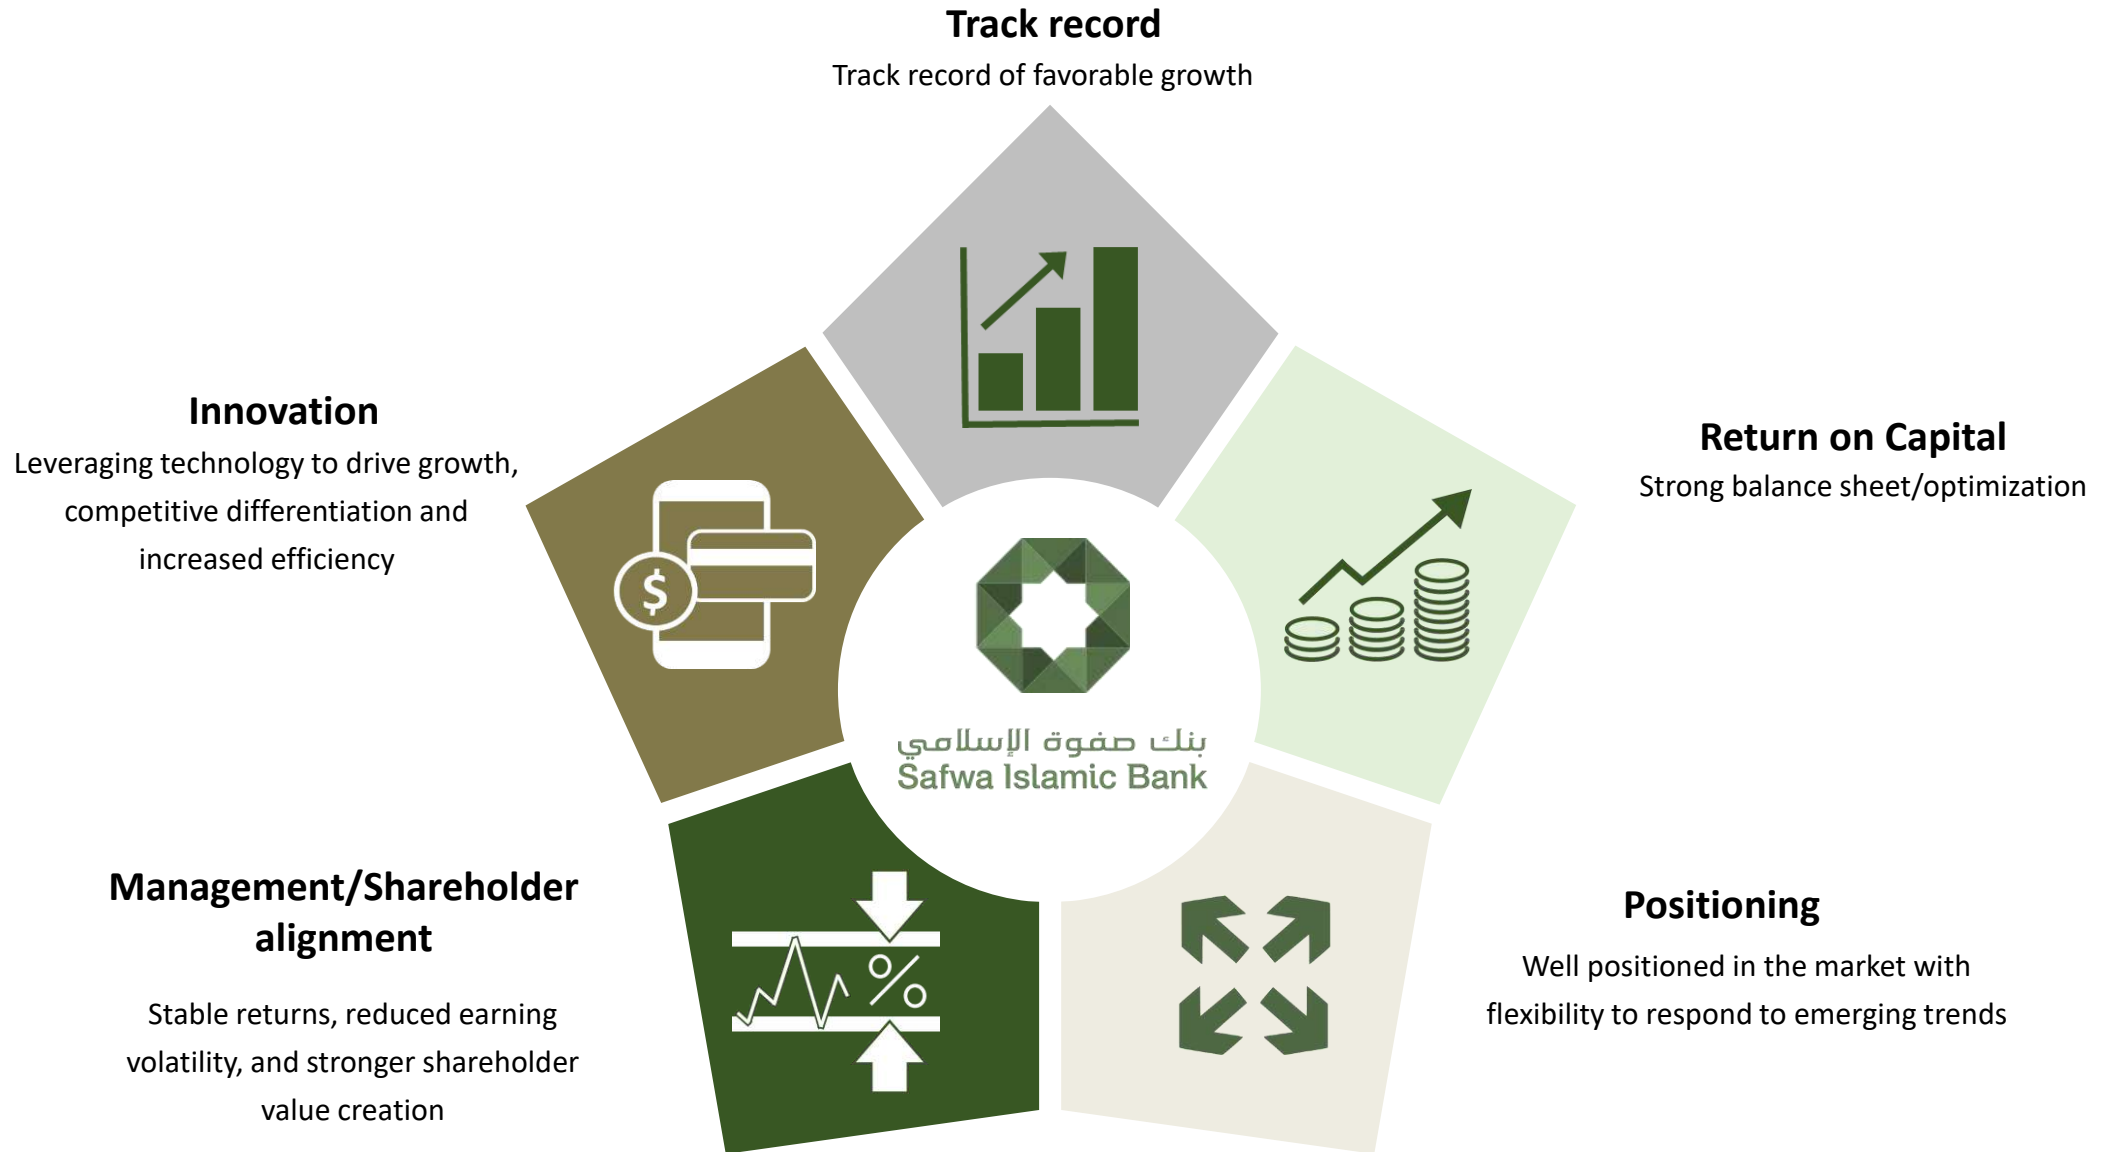 Track record
Track record of favorable growth
Innovation
Leveraging technology to drive growth,
competitive differentiation and
increased efficiency
$
Return on Capital
Strong balance sheet/optimization
بنك صفوة الإسلامي
Safwa Islamic Bank
Management/Shareholder
alignment
Stable returns, reduced earning
volatility, and stronger shareholder
value creation
%
Positioning
Well positioned in the market with
flexibility to respond to emerging trends